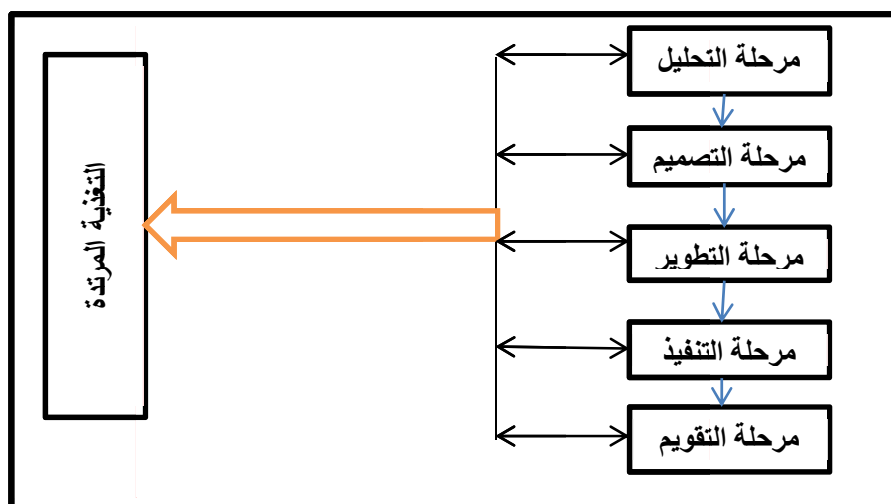 مرحلة التحليل
مرحلة التصميم
مرحلة التطوير
مرحلة التنفيذ
مرحلة التقويم
التغذية المرتدة